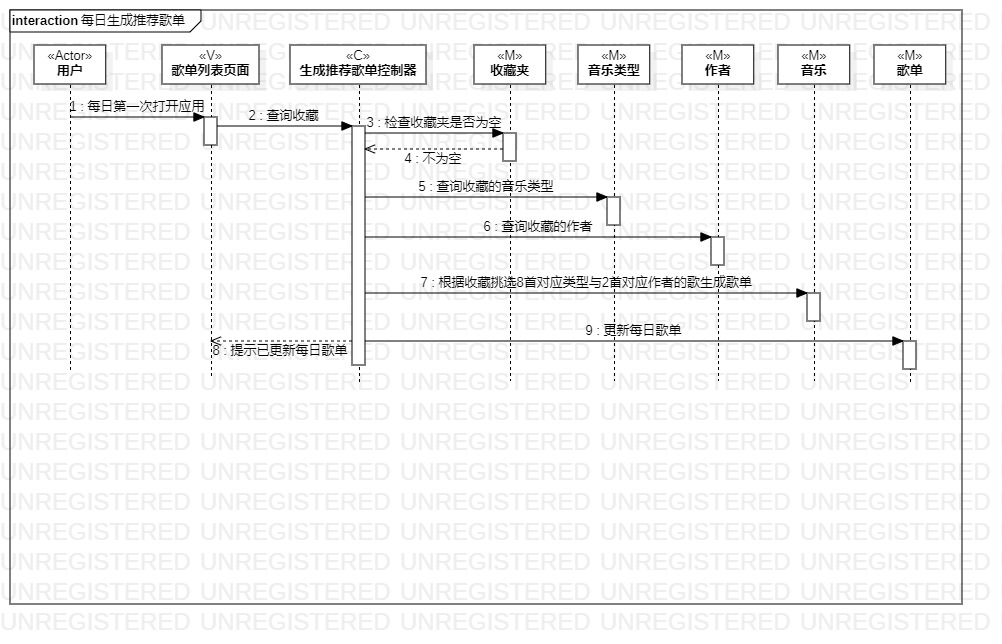 interaction 每日生成推荐歌单
«Actor»
用户
«V»
歌单列表页面
«C»
生成推荐歌单控制器
«M»
收藏夹
«M»
音乐类型
«M»
作者
«M»
音乐
«M»
歌单
1 : 每日第一次打开应用
2 : 查询收藏
3 : 检查收藏夹是否为空
4 : 不为空
5 : 查询收藏的音乐类型
6 : 查询收藏的作者
7 : 根据收藏挑选8首对应类型与2首对应作者的歌生成歌单
9 : 更新每日歌单
8 : 提示已更新每日歌单
UNREGISTERED UNREGISTERED UNREGISTERED UNREGISTERED UNREGISTERED